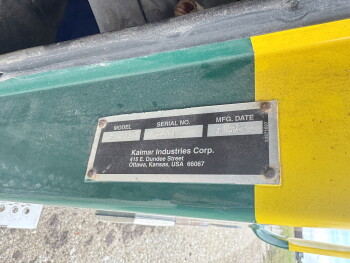 MODEL SERIAL NO. MFG. DATE
Kalmar Industries Corp.
415 E. Dundee Street
Ottawa, Kansas, USA 66067